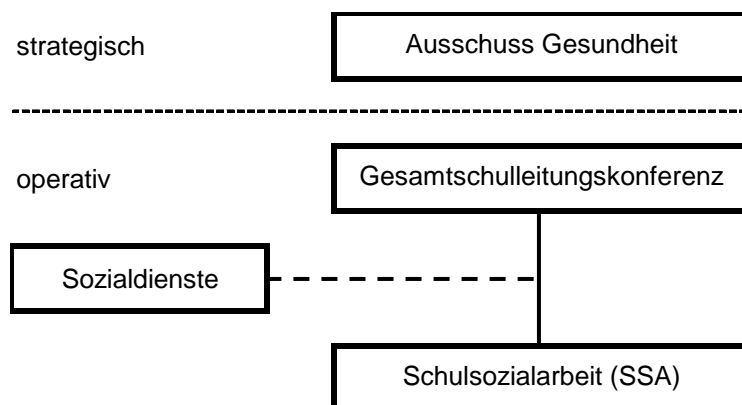 strategisch
Ausschuss Gesundheit
operativ
Gesamtschulleitungskonferenz
Sozialdienste
Schulsozialarbeit (SSA)